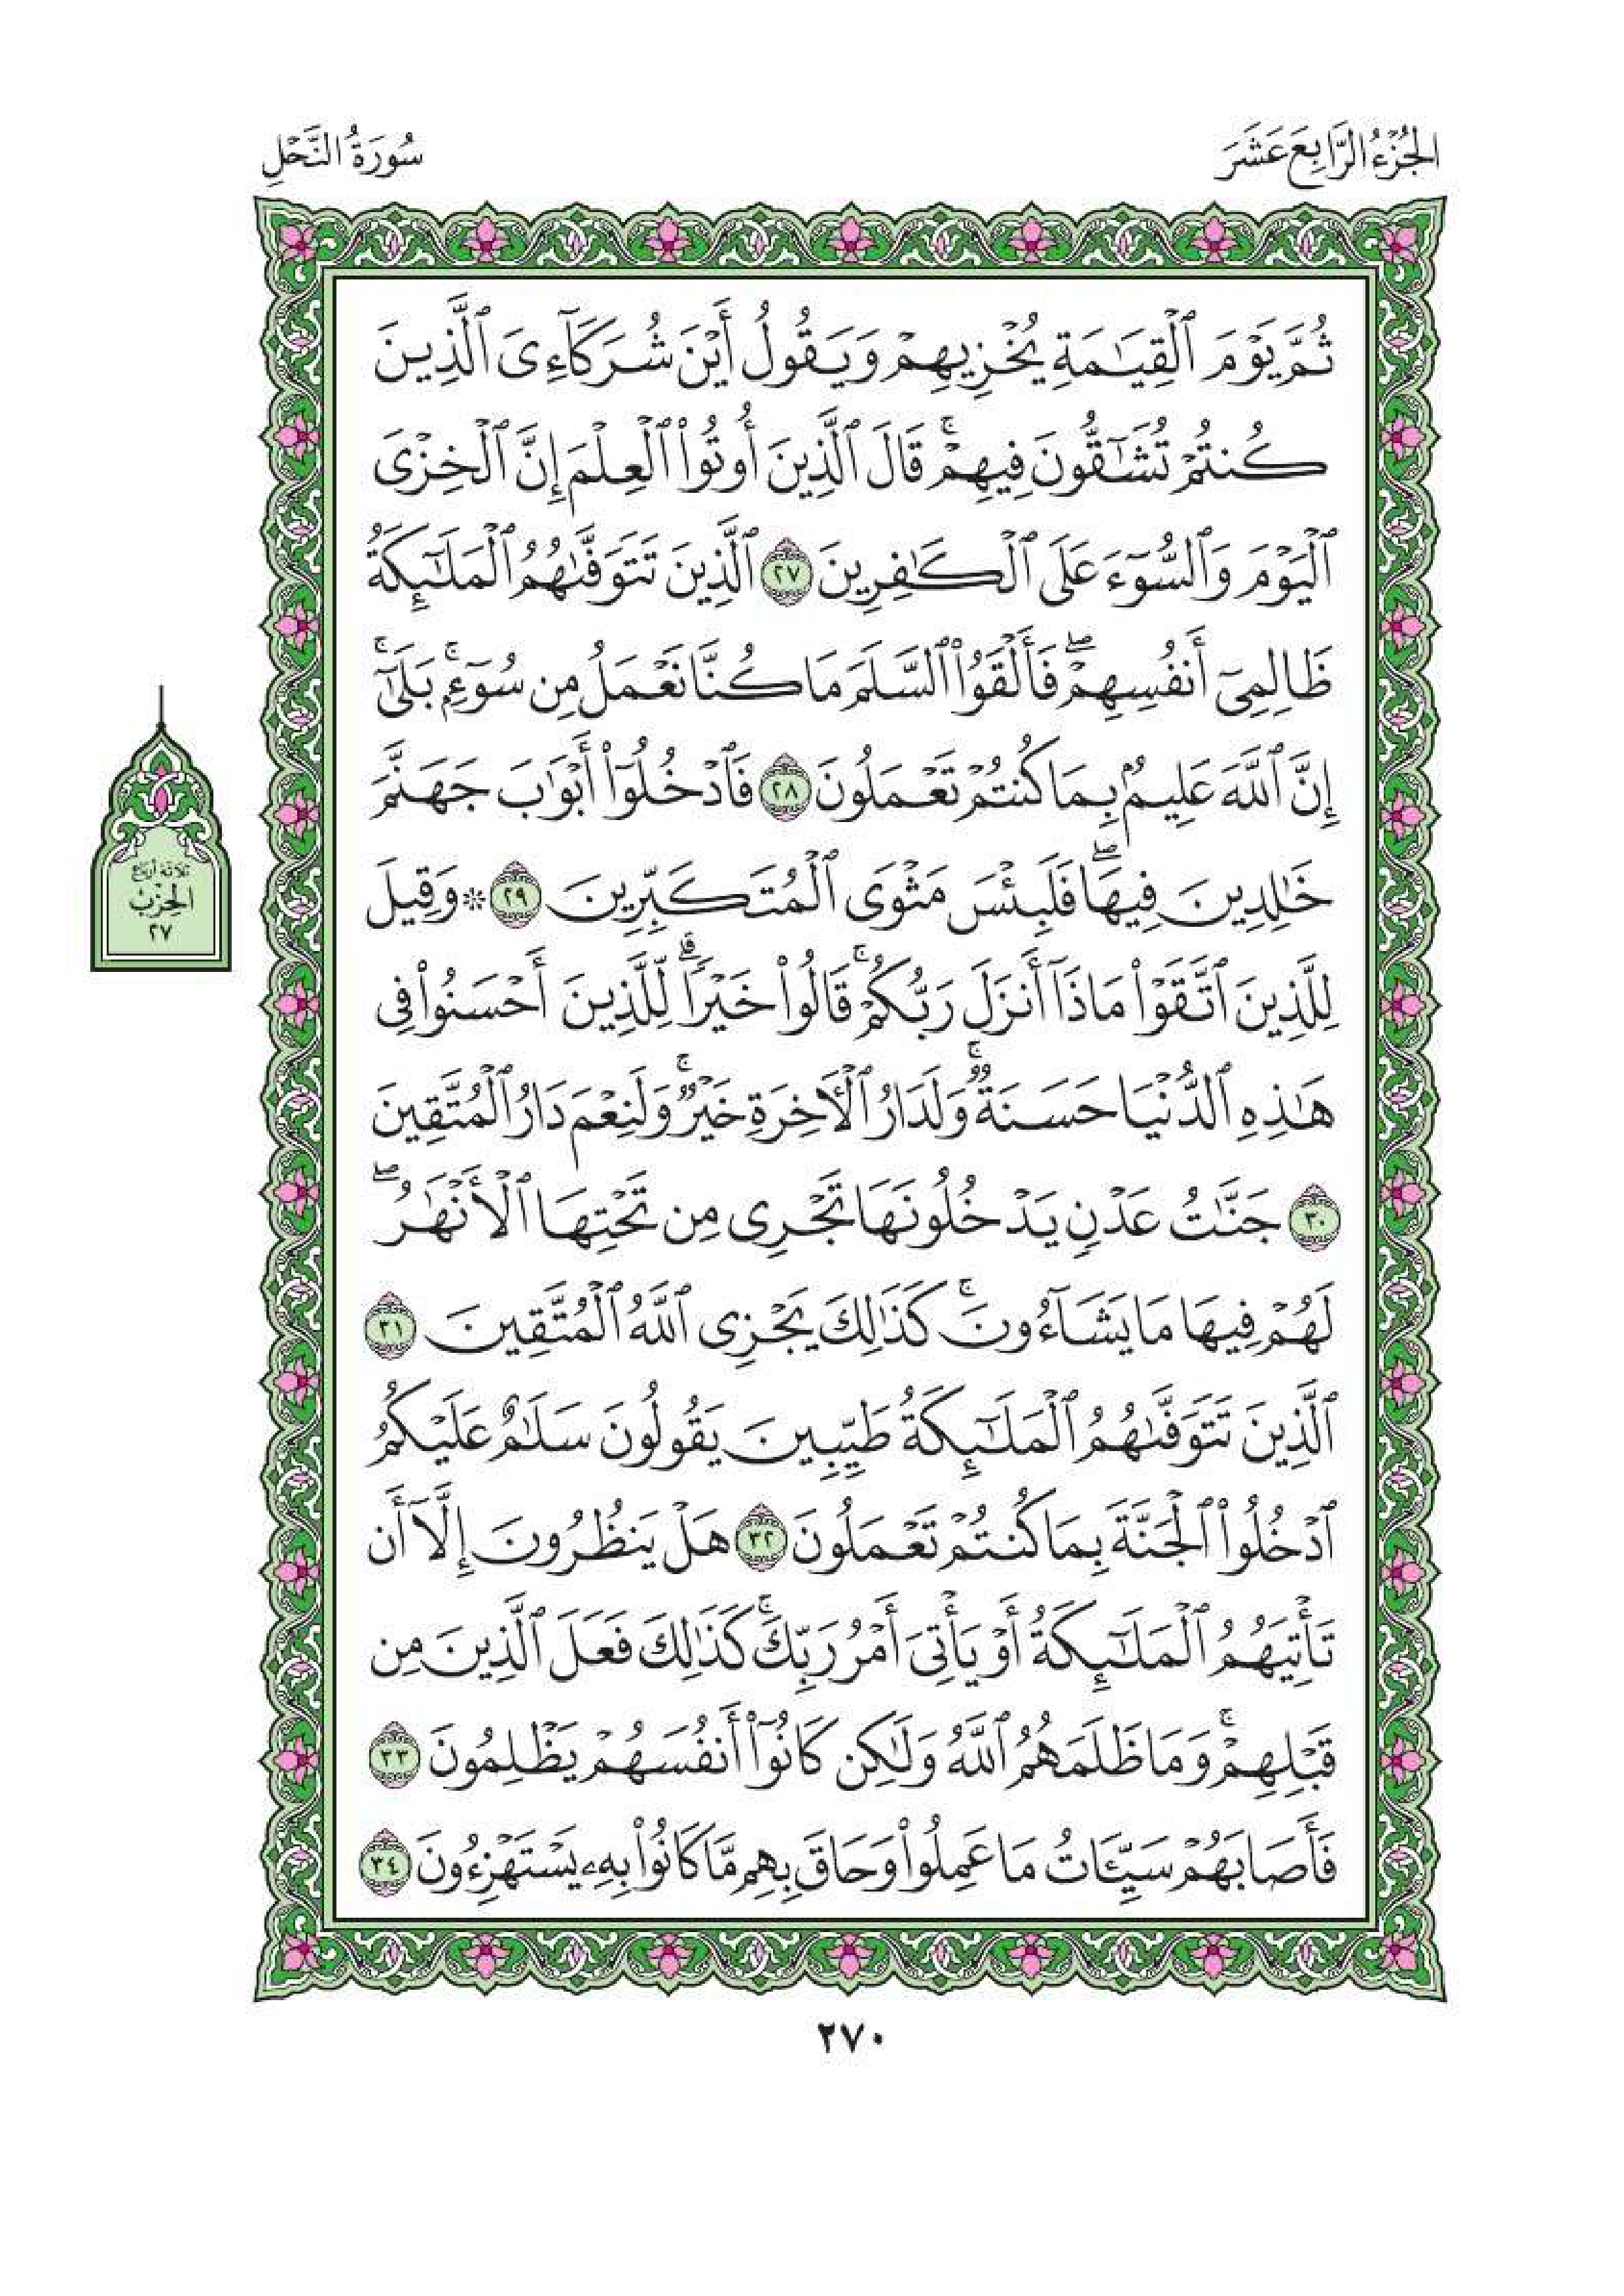 الجُزْءُ الرَّابِعَ عَشَرَ
سُورَةُ النَّحْلِ
ثُمَّ يَوْمَ ٱلْقِيَـٰمَةِ يُخْزِيهِمْ وَيَقُولُ أَيْنَ شُرَكَآءِىَ ٱلَّذِينَ
كُنتُمْ تُشَـٰٓقُّونَ فِيهِمْ ۚ قَالَ ٱلَّذِينَ أُوتُوا۟ ٱلْعِلْمَ إِنَّ ٱلْخِزْىَ
ٱلْيَوْمَ وَٱلسُّوٓءَ عَلَى ٱلْكَـٰفِرِينَ ٢٧ ٱلَّذِينَ تَتَوَفَّىٰهُمُ ٱلْمَلَـٰٓئِكَةُ
ظَالِمِىٓ أَنفُسِهِمْ ۖ فَأَلْقَوُا۟ ٱلسَّلَمَ مَا كُنَّا نَعْمَلُ مِن سُوٓءٍۭ ۚ بَلَىٰٓ ۚ
إِنَّ ٱللَّهَ عَلِيمٌۢ بِمَا كُنتُمْ تَعْمَلُونَ ٢٨ فَٱدْخُلُوٓا۟ أَبْوَٰبَ جَهَنَّمَ
خَـٰلِدِينَ فِيهَا ۖ فَلَبِئْسَ مَثْوَى ٱلْمُتَكَبِّرِينَ ٢٩ * وَقِيلَ
لِلَّذِينَ ٱتَّقَوْا۟ مَاذَآ أَنزَلَ رَبُّكُمْ ۚ قَالُوا۟ خَيْرًا ۗ لِّلَّذِينَ أَحْسَنُوا۟ فِى
هَـٰذِهِ ٱلدُّنْيَا حَسَنَةٌ ۚ وَلَدَارُ ٱلْـَٔاخِرَةِ خَيْرٌ ۚ وَلَنِعْمَ دَارُ ٱلْمُتَّقِينَ
٣٠ جَنَّـٰتُ عَدْنٍ يَدْخُلُونَهَا تَجْرِى مِن تَحْتِهَا ٱلْأَنْهَـٰرُ ۖ
لَهُمْ فِيهَا مَا يَشَآءُونَ ۚ كَذَٰلِكَ يَجْزِى ٱللَّهُ ٱلْمُتَّقِينَ ٣١
ٱلَّذِينَ تَتَوَفَّىٰهُمُ ٱلْمَلَـٰٓئِكَةُ طَيِّبِينَ يَقُولُونَ سَلَـٰمٌ عَلَيْكُمُ
ٱدْخُلُوا۟ ٱلْجَنَّةَ بِمَا كُنتُمْ تَعْمَلُونَ ٣٢ هَلْ يَنظُرُونَ إِلَّآ أَن
تَأْتِيَهُمُ ٱلْمَلَـٰٓئِكَةُ أَوْ يَأْتِىَ أَمْرُ رَبِّكَ ۚ كَذَٰلِكَ فَعَلَ ٱلَّذِينَ مِن
قَبْلِهِمْ ۚ وَمَا ظَلَمَهُمُ ٱللَّهُ وَلَـٰكِن كَانُوٓا۟ أَنفُسَهُمْ يَظْلِمُونَ ٣٣
فَأَصَابَهُمْ سَيِّـَٔاتُ مَا عَمِلُوا۟ وَحَاقَ بِهِم مَّا كَانُوا۟ بِهِۦ يَسْتَهْزِءُونَ ٣٤
ثلاثة أرباع
الحِزْب
٢٧
٢٧٠